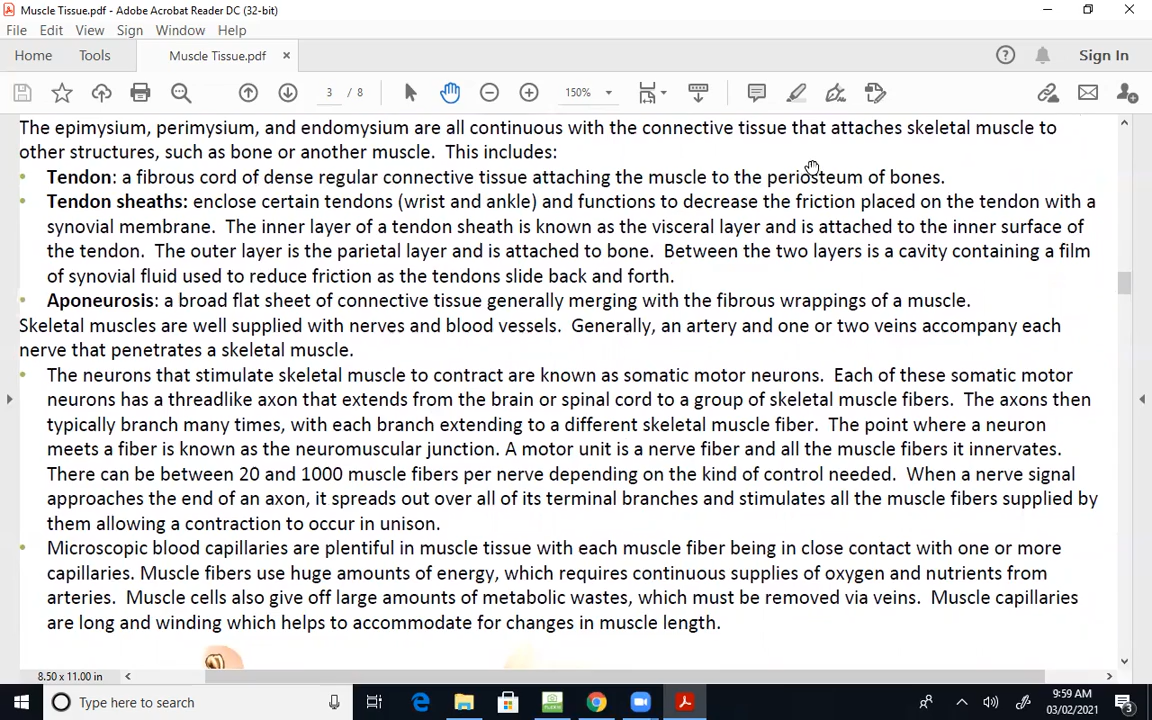 Muscle Tissue.pdf - Adobe Acrobat Reader DC (32-bit)
File Edit View Sign Window Help
Home Tools Muscle Tissue.pdf × Sign In
3 / 8 150%
The epimysium, perimysium, and endomysium are all continuous with the connective tissue that attaches skeletal muscle to
other structures, such as bone or another muscle. This includes:
• Tendon: a fibrous cord of dense regular connective tissue attaching the muscle to the periosteum of bones.
• Tendon sheaths: enclose certain tendons (wrist and ankle) and functions to decrease the friction placed on the tendon with a
synovial membrane. The inner layer of a tendon sheath is known as the visceral layer and is attached to the inner surface of
the tendon. The outer layer is the parietal layer and is attached to bone. Between the two layers is a cavity containing a film
of synovial fluid used to reduce friction as the tendons slide back and forth.
• Aponeurosis: a broad flat sheet of connective tissue generally merging with the fibrous wrappings of a muscle.
Skeletal muscles are well supplied with nerves and blood vessels. Generally, an artery and one or two veins accompany each
nerve that penetrates a skeletal muscle.
• The neurons that stimulate skeletal muscle to contract are known as somatic motor neurons. Each of these somatic motor
neurons has a threadlike axon that extends from the brain or spinal cord to a group of skeletal muscle fibers. The axons then
typically branch many times, with each branch extending to a different skeletal muscle fiber. The point where a neuron
meets a fiber is known as the neuromuscular junction. A motor unit is a nerve fiber and all the muscle fibers it innervates.
There can be between 20 and 1000 muscle fibers per nerve depending on the kind of control needed. When a nerve signal
approaches the end of an axon, it spreads out over all of its terminal branches and stimulates all the muscle fibers supplied by
them allowing a contraction to occur in unison.
• Microscopic blood capillaries are plentiful in muscle tissue with each muscle fiber being in close contact with one or more
capillaries. Muscle fibers use huge amounts of energy, which requires continuous supplies of oxygen and nutrients from
arteries. Muscle cells also give off large amounts of metabolic wastes, which must be removed via veins. Muscle capillaries
are long and winding which helps to accommodate for changes in muscle length.
8.50 x 11.00 in
Type here to search
9:59 AM
03/02/2021
3